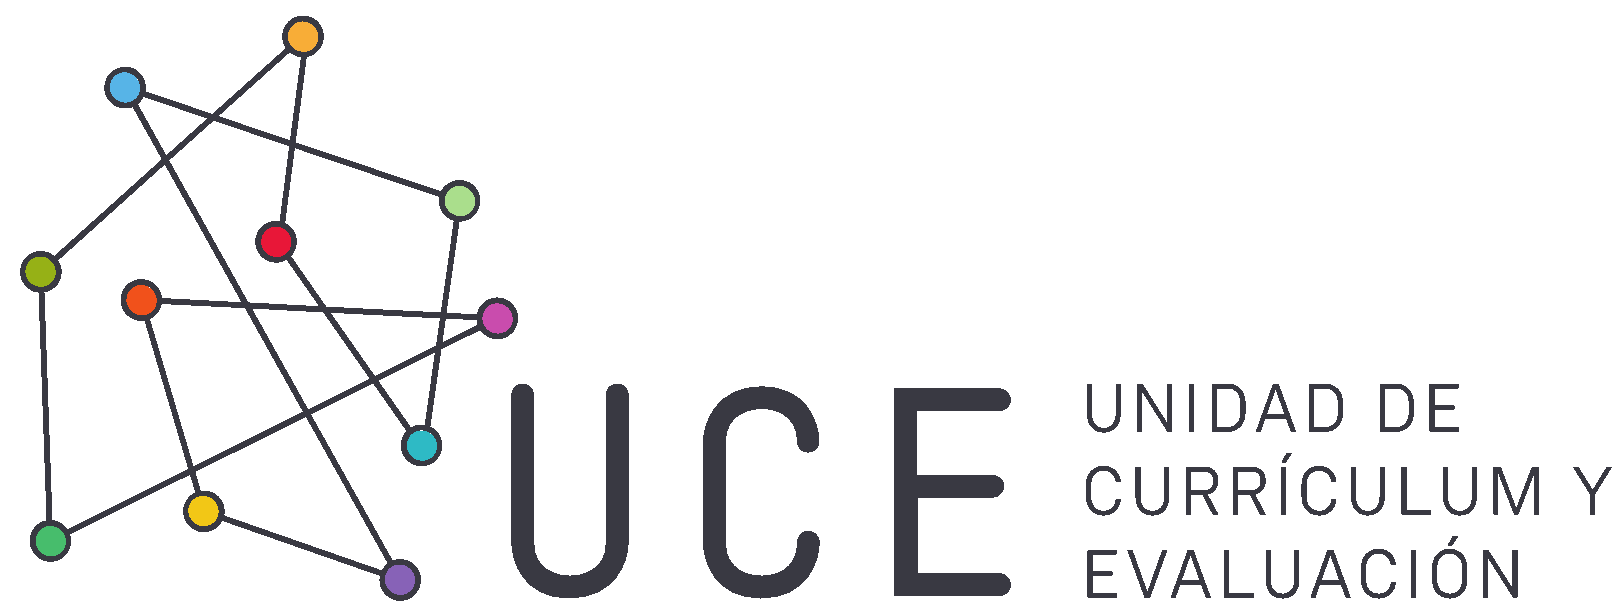 UCE
UNIDAD DE
CURRÍCULUM Y
EVALUACIÓN